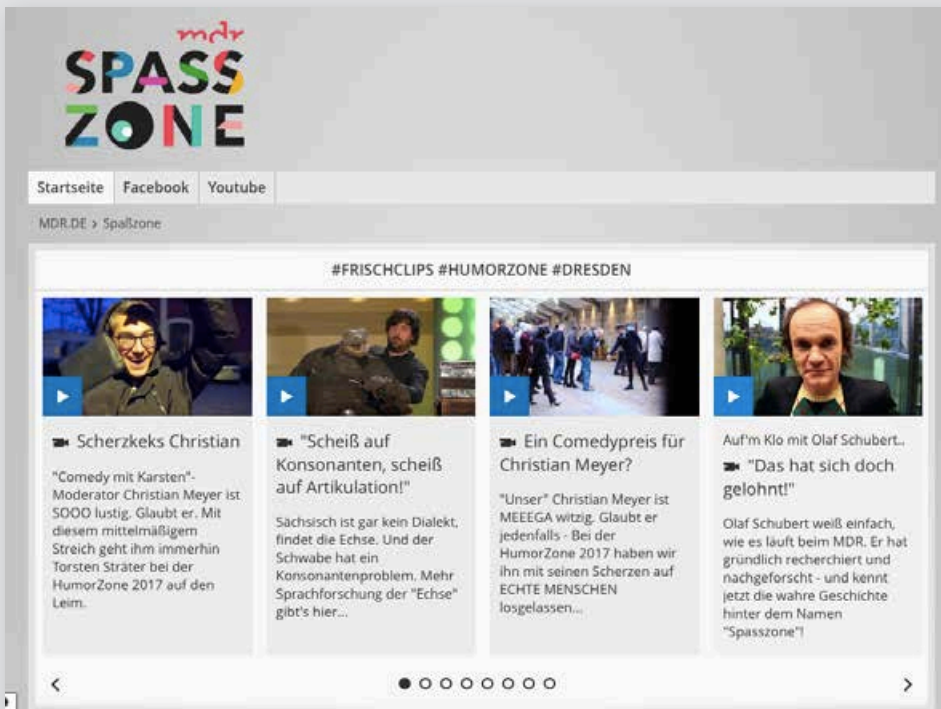 mdr
SPASS
ZONE
Startseite Facebook Youtube
MDR.DE › Spaßzone
#FRISCHCLIPS #HUMORZONE #DRESDEN
Scherzkeks Christian
"Comedy mit Karsten"-
Moderator Christian Meyer ist
SOOO lustig. Glaubt er. Mit
diesem mittelmäßigem
Streich geht ihm immerhin
Torsten Sträter bei der
HumorZone 2017 auf den
Leim.
"Scheiß auf
Konsonanten, scheiß
auf Artikulation!"
Sächsisch ist gar kein Dialekt,
findet die Echse. Und der
Schwabe hat ein
Konsonantenproblem. Mehr
Sprachforschung der "Echse"
gibt's hier...
Ein Comedypreis für
Christian Meyer?
"Unser" Christian Meyer ist
MEEEGA witzig. Glaubt er
jedenfalls - Bei der
HumorZone 2017 haben wir
ihn mit seinen Scherzen auf
ECHTE MENSCHEN
losgelassen...
Auf'm Klo mit Olaf Schubert..
"Das hat sich doch
gelohnt!"
Olaf Schubert weiß einfach,
wie es läuft beim MDR. Er hat
gründlich recherchiert und
nachgeforscht - und kennt
jetzt die wahre Geschichte
hinter dem Namen
"Spasszone"!